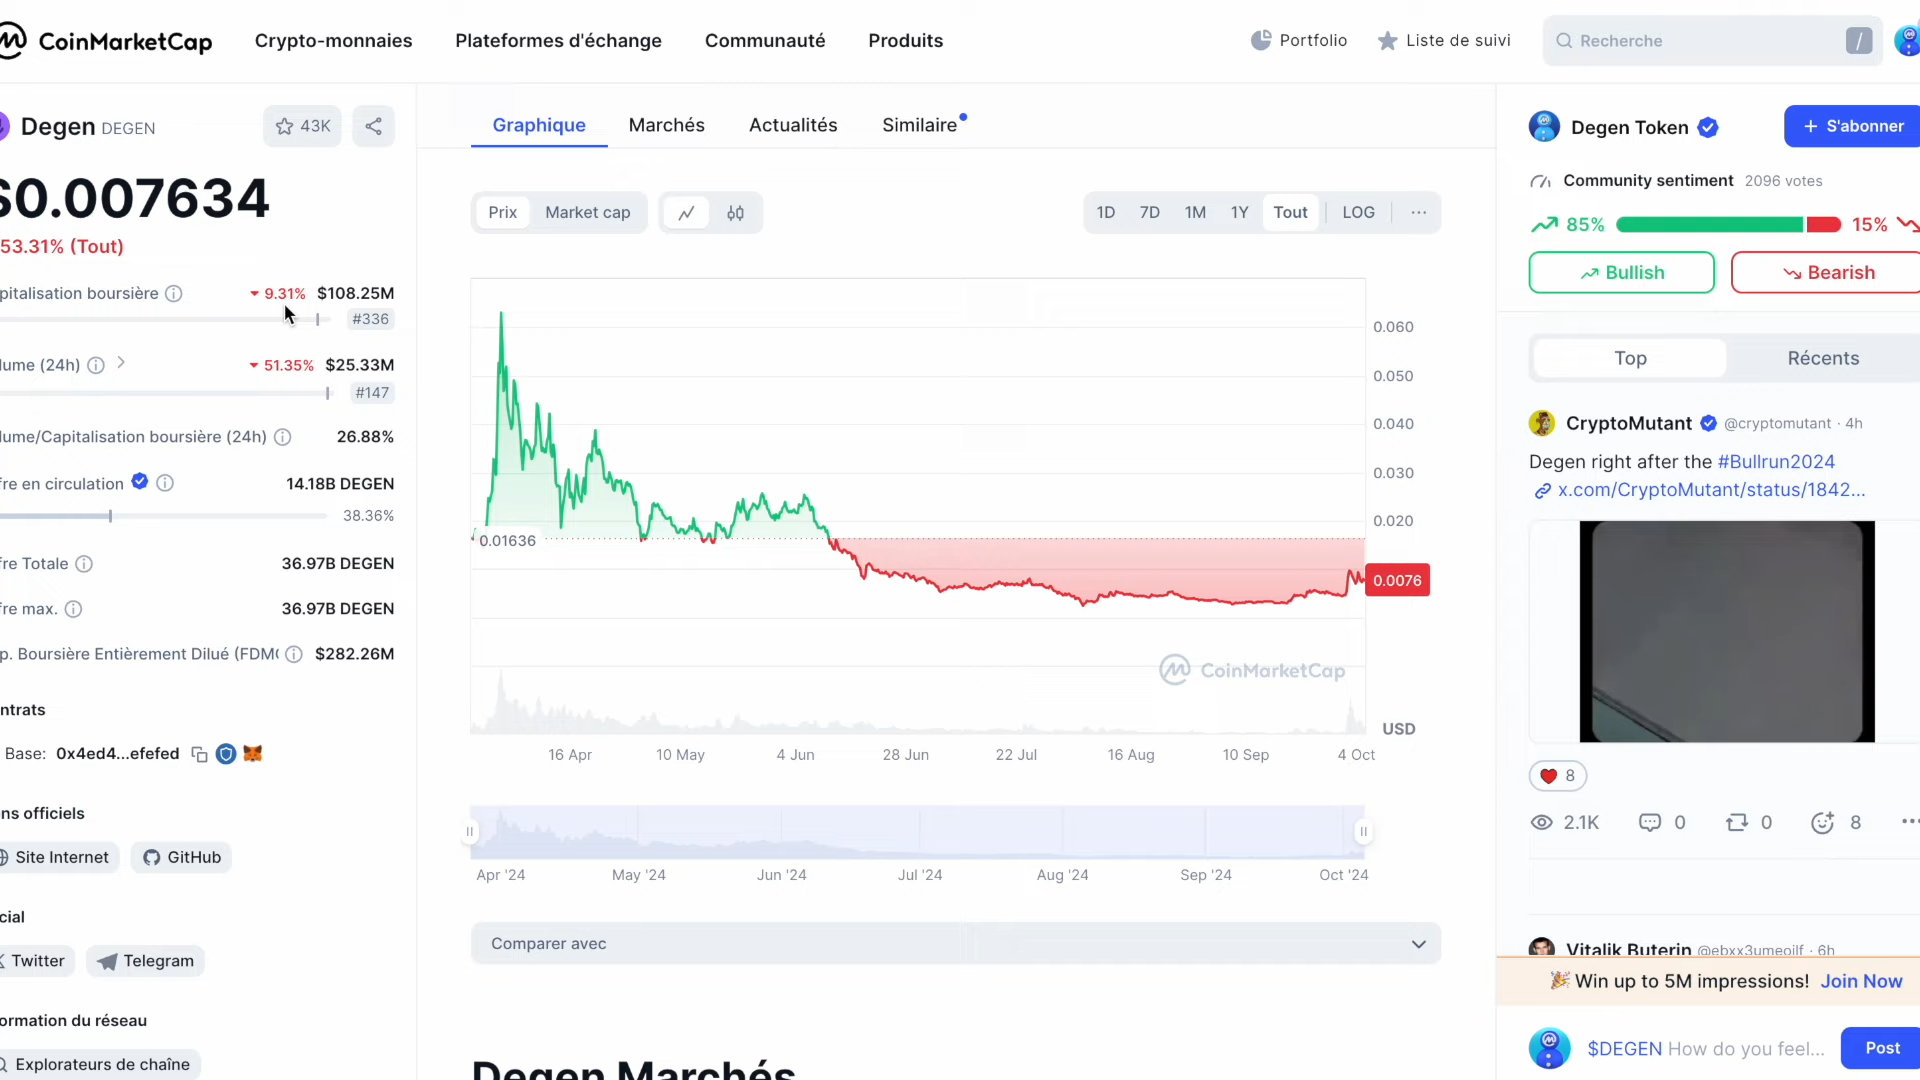 CoinMarketCap
Crypto-monnaies
Plateformes d'échange
Communauté
Produits
Portfolio
Liste de suivi
Recherche
/
Degen DEGEN
43K
$0.007634
53.31% (Tout)
pitalisation boursière
9.31% $108.25M
#336
lume (24h)
51.35% $25.33M
#147
lume/Capitalisation boursière (24h)
26.88%
fre en circulation
14.18B DEGEN
38.36%
fre Totale
36.97B DEGEN
fre max.
36.97B DEGEN
p. Boursière Entièrement Dilué (FDM
$282.26M
ntrats
Base: 0x4ed4...efefed
ns officiels
Site Internet
GitHub
cial
Twitter
Telegram
ormation du réseau
Explorateurs de chaîne
Graphique
Marchés
Actualités
Similaire
Prix
Market cap
1D
7D
1M
1Y
Tout
LOG
0.060
0.050
0.040
0.030
0.020
0.01636
0.0076
CoinMarketCap
USD
16 Apr
10 May
4 Jun
28 Jun
22 Jul
16 Aug
10 Sep
4 Oct
Apr '24
May '24
Jun '24
Jul '24
Aug '24
Sep '24
Oct '24
Comparer avec
Degen Marchés
Degen Token
+ S'abonner
Community sentiment 2096 votes
85%
15%
Bullish
Bearish
Top
Récents
CryptoMutant @cryptomutant · 4h
Degen right after the #Bullrun2024
x.com/CryptoMutant/status/1842...
8
2.1K
0
0
8
Vitalik Buterin @ebxx3umeoilf · 6h
Win up to 5M impressions! Join Now
$DEGEN How do you feel...
Post